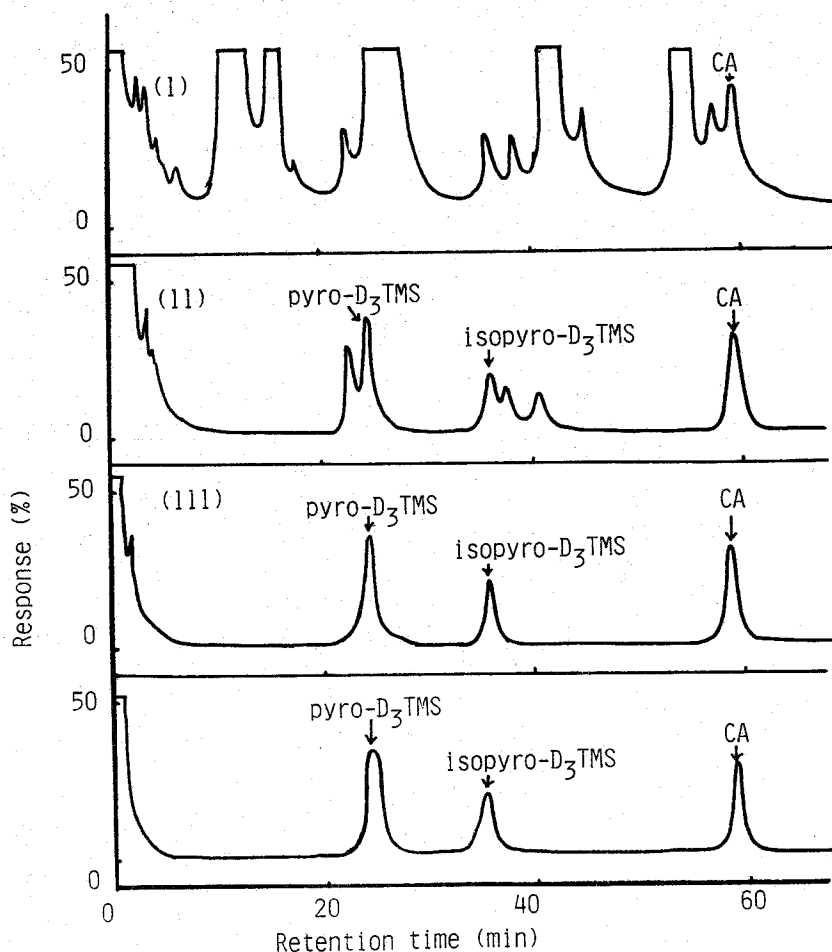 50
(I)
CA
0
50
(II)
pyro-D3TMS
isopyro-D3TMS
CA
0
50
(III)
pyro-D3TMS
isopyro-D3TMS
CA
0
50
pyro-D3TMS
isopyro-D3TMS
CA
0
0 20 40 60
Retention time (min)
Response (%)